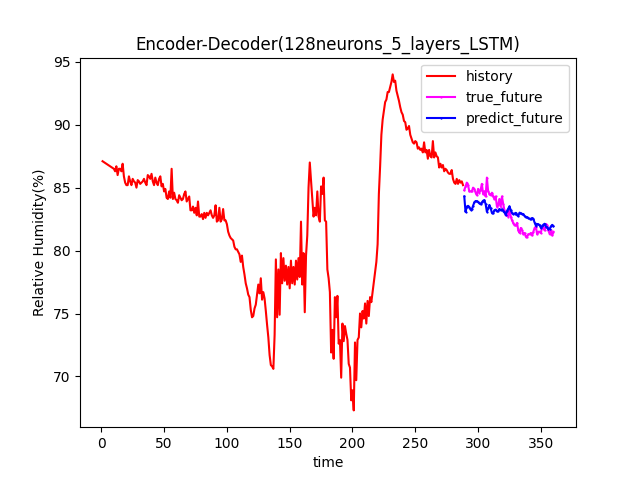 Encoder-Decoder(128neurons_5_layers_LSTM)
history
true_future
predict_future
Relative Humidity(%)
95
90
85
80
75
70
0 50 100 150 200 250 300 350
time